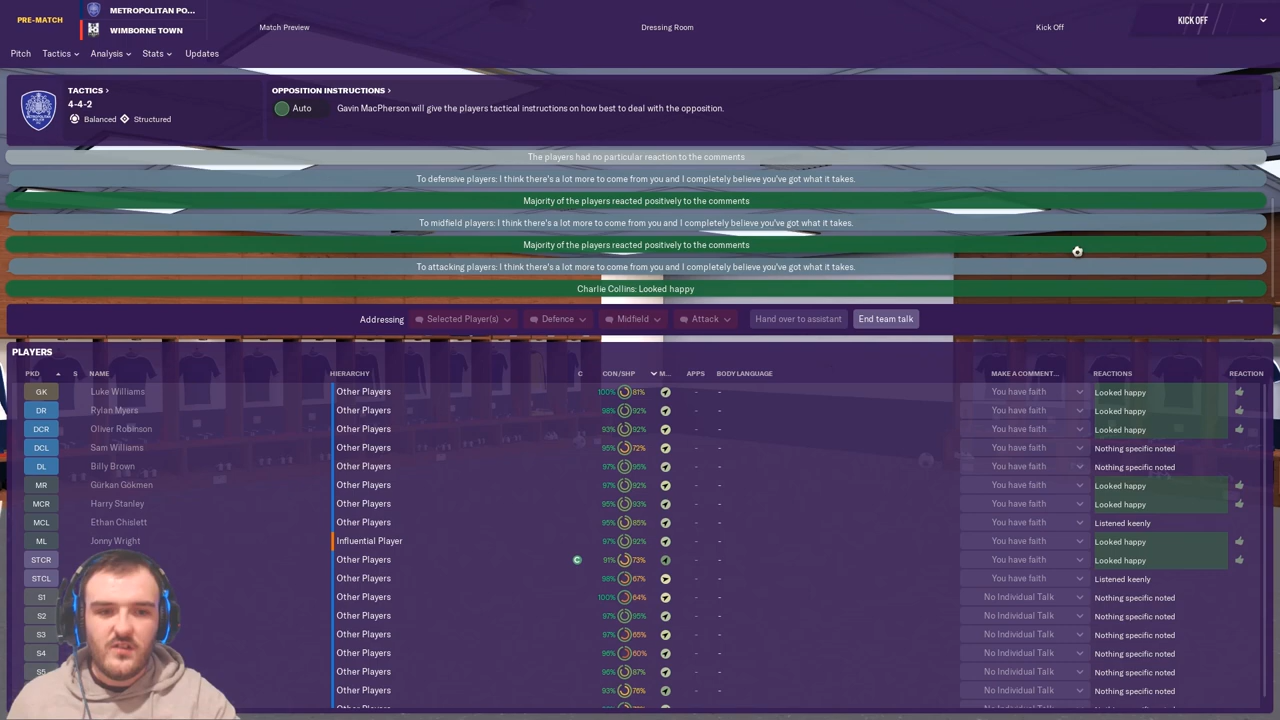 PRE-MATCH
METROPOLITAN PO...
WIMBORNE TOWN
Match Preview
Dressing Room
Kick Off
KICK OFF
Pitch
Tactics
Analysis
Stats
Updates
TACTICS >
4-4-2
Balanced
Structured
METROPOLITAN POLICE
OPPOSITION INSTRUCTIONS >
Auto
Gavin MacPherson will give the players tactical instructions on how best to deal with the opposition.
The players had no particular reaction to the comments
To defensive players: I think there's a lot more to come from you and I completely believe you've got what it takes.
Majority of the players reacted positively to the comments
To midfield players: I think there's a lot more to come from you and I completely believe you've got what it takes.
Majority of the players reacted positively to the comments
To attacking players: I think there's a lot more to come from you and I completely believe you've got what it takes.
Charlie Collins: Looked happy
Addressing
Selected Player(s)
Defence
Midfield
Attack
Hand over to assistant
End team talk
PLAYERS
PKD S NAME HIERARCHY C CON/SHP M... APPS BODY LANGUAGE MAKE A COMMENT... REACTIONS REACTION
GK Luke Williams Other Players 100% 81% - - You have faith Looked happy
DR Rylan Myers Other Players 98% 92% - - You have faith Looked happy
DCR Oliver Robinson Other Players 93% 92% - - You have faith Looked happy
DCL Sam Williams Other Players 95% 72% - - You have faith Nothing specific noted
DL Billy Brown Other Players 97% 95% - - You have faith Nothing specific noted
MR Gürkan Gökmen Other Players 97% 92% - - You have faith Looked happy
MCR Harry Stanley Other Players 95% 93% - - You have faith Looked happy
MCL Ethan Chislett Other Players 95% 85% - - You have faith Listened keenly
ML Jonny Wright Influential Player 97% 92% - - You have faith Looked happy
STCR Other Players C 91% 73% - - You have faith Looked happy
STCL Other Players 98% 67% - - You have faith Listened keenly
S1 Other Players 100% 64% - - No Individual Talk Nothing specific noted
S2 Other Players 97% 95% - - No Individual Talk Nothing specific noted
S3 Other Players 97% 65% - - No Individual Talk Nothing specific noted
S4 Other Players 96% 60% - - No Individual Talk Nothing specific noted
S5 Other Players 96% 87% - - No Individual Talk Nothing specific noted
Other Players 93% 76% - - No Individual Talk Nothing specific noted